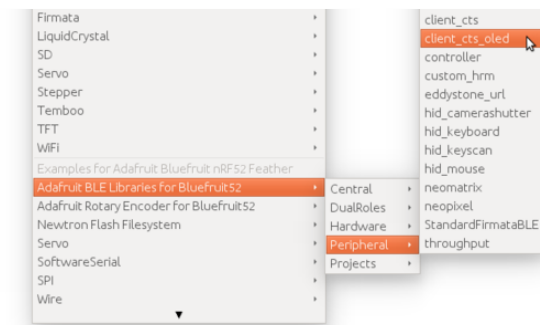 Firmata
LiquidCrystal
SD
Servo
Stepper
Temboo
TFT
WiFi
Examples for Adafruit Bluefruit nRF52 Feather
Adafruit BLE Libraries for Bluefruit52
Adafruit Rotary Encoder for Bluefruit52
Newtron Flash Filesystem
Servo
SoftwareSerial
SPI
Wire
Central
DualRoles
Hardware
Peripheral
Projects
client_cts
client_cts_oled
controller
custom_hrm
eddystone_url
hid_camerashutter
hid_keyboard
hid_keyscan
hid_mouse
neomatrix
neopixel
StandardFirmataBLE
throughput